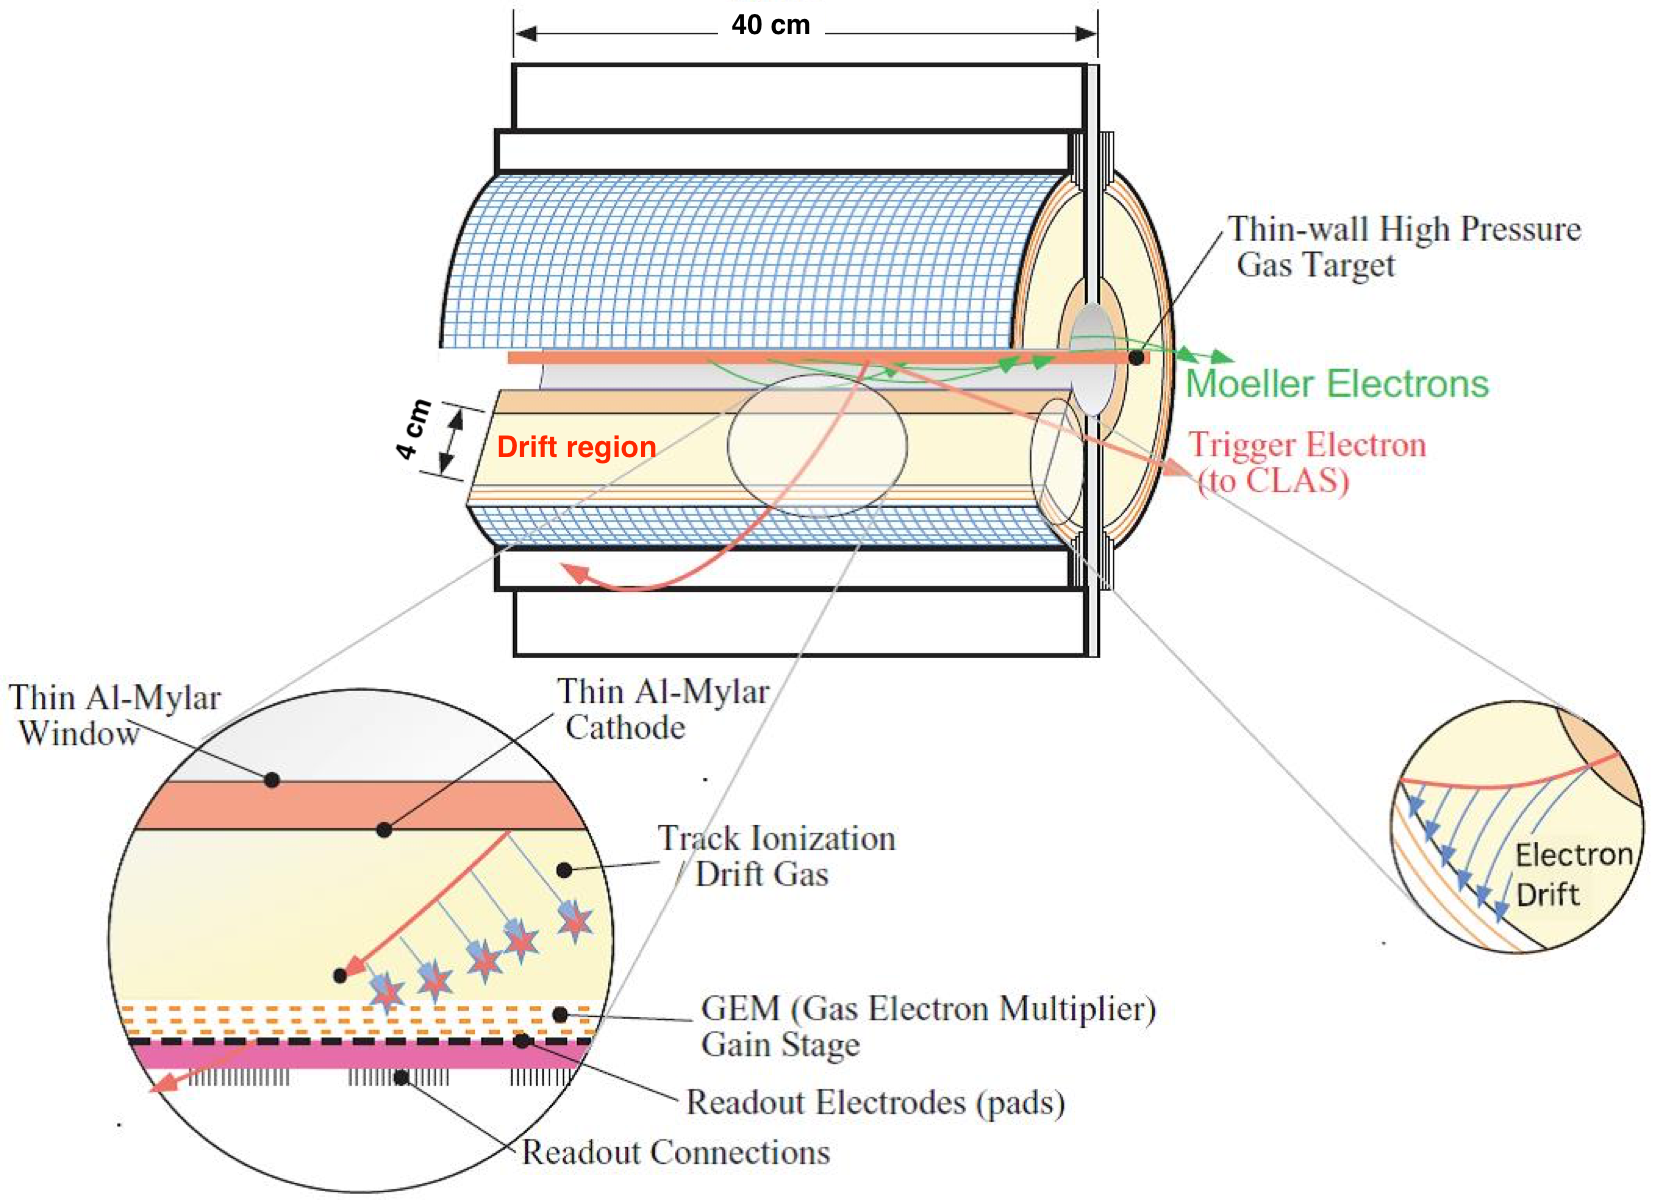 40 cm
Thin-wall High Pressure
Gas Target
Moeller Electrons
4 cm
Drift region
Trigger Electron
(to CLAS)
Thin Al-Mylar
Window
Thin Al-Mylar
Cathode
Track Ionization
Drift Gas
Electron
Drift
GEM (Gas Electron Multiplier)
Gain Stage
Readout Electrodes (pads)
Readout Connections